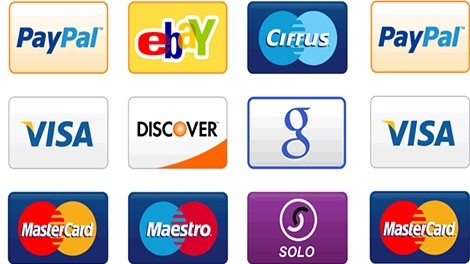 PayPal
ebaY
Cirrus
PayPal
VISA
DISCOVER
g
VISA
MasterCard
Maestro
SOLO
MasterCard